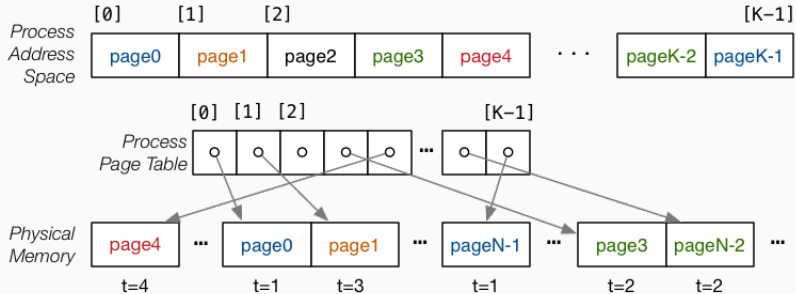 [0] [1] [2] [K-1]
Process
Address
Space
page0 page1 page2 page3 page4 ... pageK-2 pageK-1
[0] [1] [2] [K-1]
Process
Page Table
...
Physical
Memory
page4 ... page0 page1 ... pageN-1 ... page3 pageN-2 ...
t=4 t=1 t=3 t=1 t=2 t=2